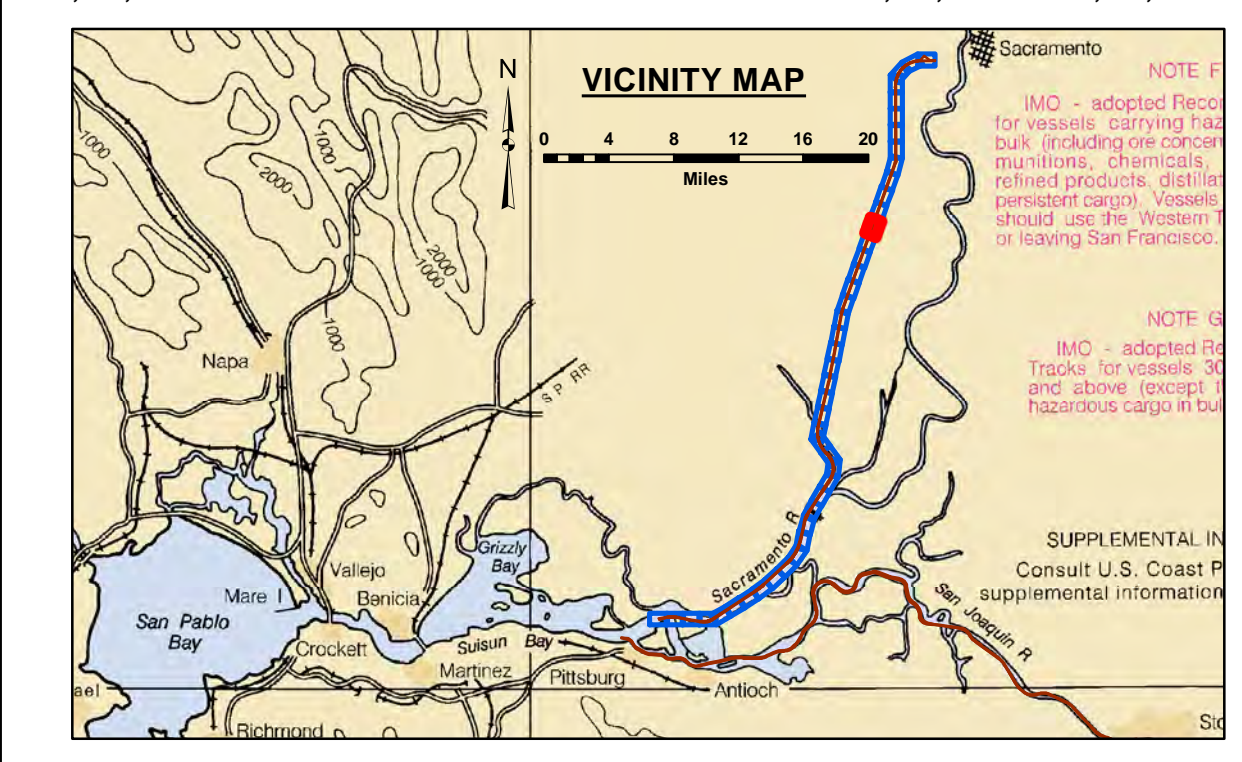 Sacramento
N
VICINITY MAP
NOTE F
IMO - adopted Recor
for vessels carrying haz
bulk (including ore concen
munitions, chemicals,
refined products, distillat
persistent cargo). Vessels
should use the Western T
or leaving San Francisco.
0 4 8 12 16 20
Miles
1000
1000
2000
2000
1000
1000
NOTE G
IMO - adopted Re
Tracks for vessels 30
and above (except t
hazardous cargo in bul
Napa
S P RR
Sacramento R
Grizzly
Bay
SUPPLEMENTAL IN
Consult U.S. Coast P
supplemental information
Vallejo
Mare I
Benicia
San Pablo
Bay
San Joaquin R
Crockett
Suisun Bay
Martinez
Pittsburg
Antioch
ael
Richmond
Sto